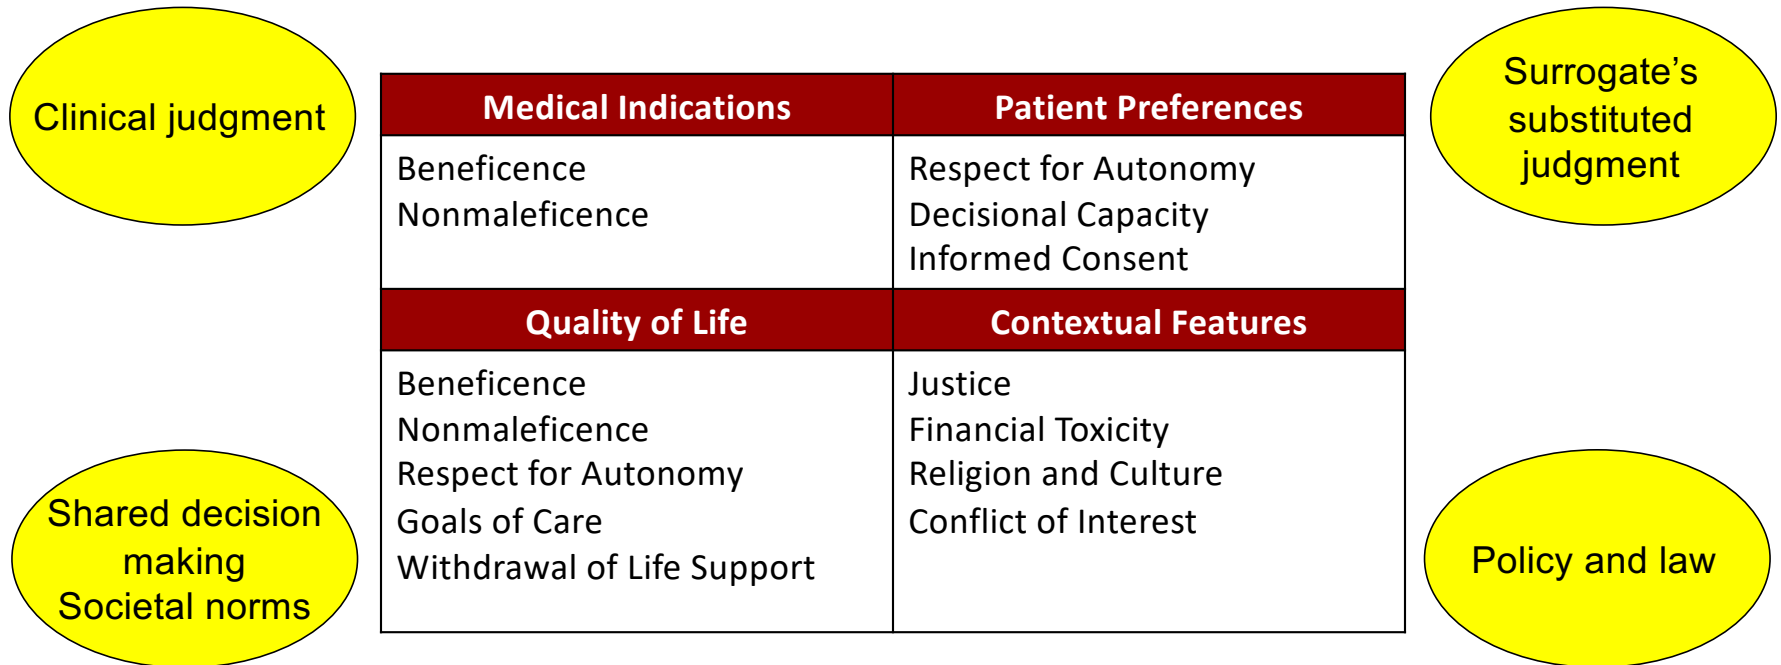 Clinical judgment
Medical Indications
Patient Preferences
Surrogate’s
substituted
judgment
Beneficence
Nonmaleficence
Respect for Autonomy
Decisional Capacity
Informed Consent
Quality of Life
Contextual Features
Beneficence
Nonmaleficence
Respect for Autonomy
Goals of Care
Withdrawal of Life Support
Justice
Financial Toxicity
Religion and Culture
Conflict of Interest
Shared decision
making
Societal norms
Policy and law